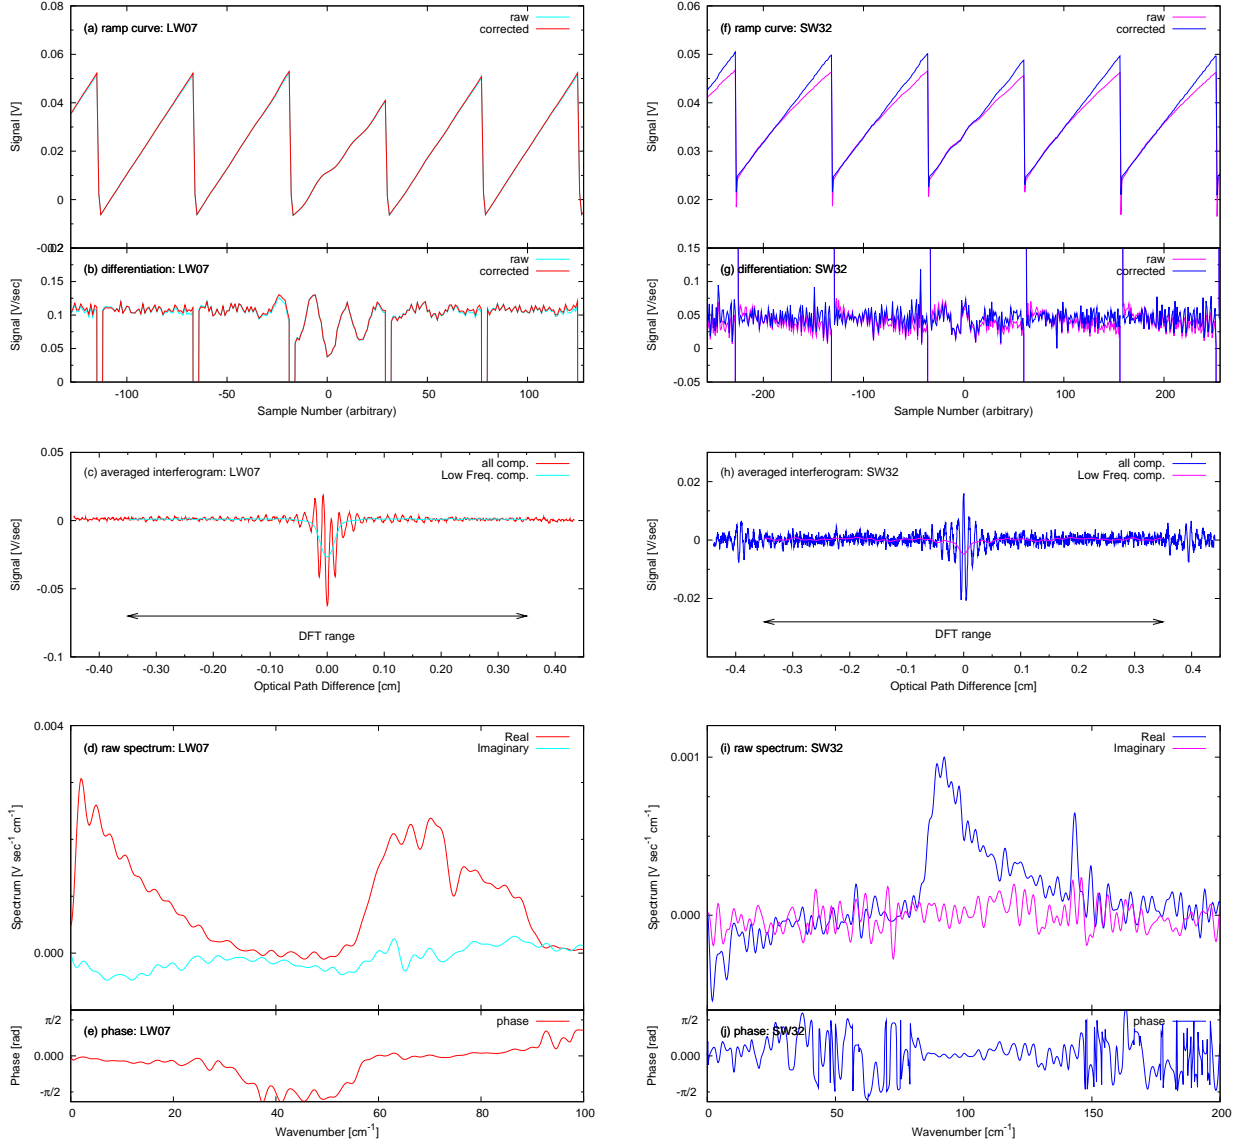 (a) ramp curve: LW07
raw
corrected
Signal [V]
0.06
0.04
0.02
0
-0.02
(b) differentiation: LW07
raw
corrected
Signal [V/sec]
0.2
0.15
0.1
0.05
0
-100
-50
0
50
100
Sample Number (arbitrary)
(c) averaged interferogram: LW07
all comp.
Low Freq. comp.
Signal [V/sec]
0.05
0
-0.05
-0.1
DFT range
-0.40
-0.30
-0.20
-0.10
0.00
0.10
0.20
0.30
0.40
Optical Path Difference [cm]
(d) raw spectrum: LW07
Real
Imaginary
Spectrum [V sec⁻¹ cm⁻¹]
0.004
0.000
(e) phase: LW07
phase
Phase [rad]
π/2
0.000
-π/2
0
20
40
60
80
100
Wavenumber [cm⁻¹]
(f) ramp curve: SW32
raw
corrected
Signal [V]
0.06
0.05
0.04
0.03
0.02
(g) differentiation: SW32
raw
corrected
Signal [V/sec]
0.15
0.1
0.05
0
-0.05
-200
-150
-100
-50
0
50
100
150
200
250
Sample Number (arbitrary)
(h) averaged interferogram: SW32
all comp.
Low Freq. comp.
Signal [V/sec]
0.02
0
-0.02
DFT range
-0.4
-0.3
-0.2
-0.1
0
0.1
0.2
0.3
0.4
Optical Path Difference [cm]
(i) raw spectrum: SW32
Real
Imaginary
Spectrum [V sec⁻¹ cm⁻¹]
0.001
0.000
(j) phase: SW32
phase
Phase [rad]
π/2
0.000
-π/2
0
50
100
150
200
Wavenumber [cm⁻¹]